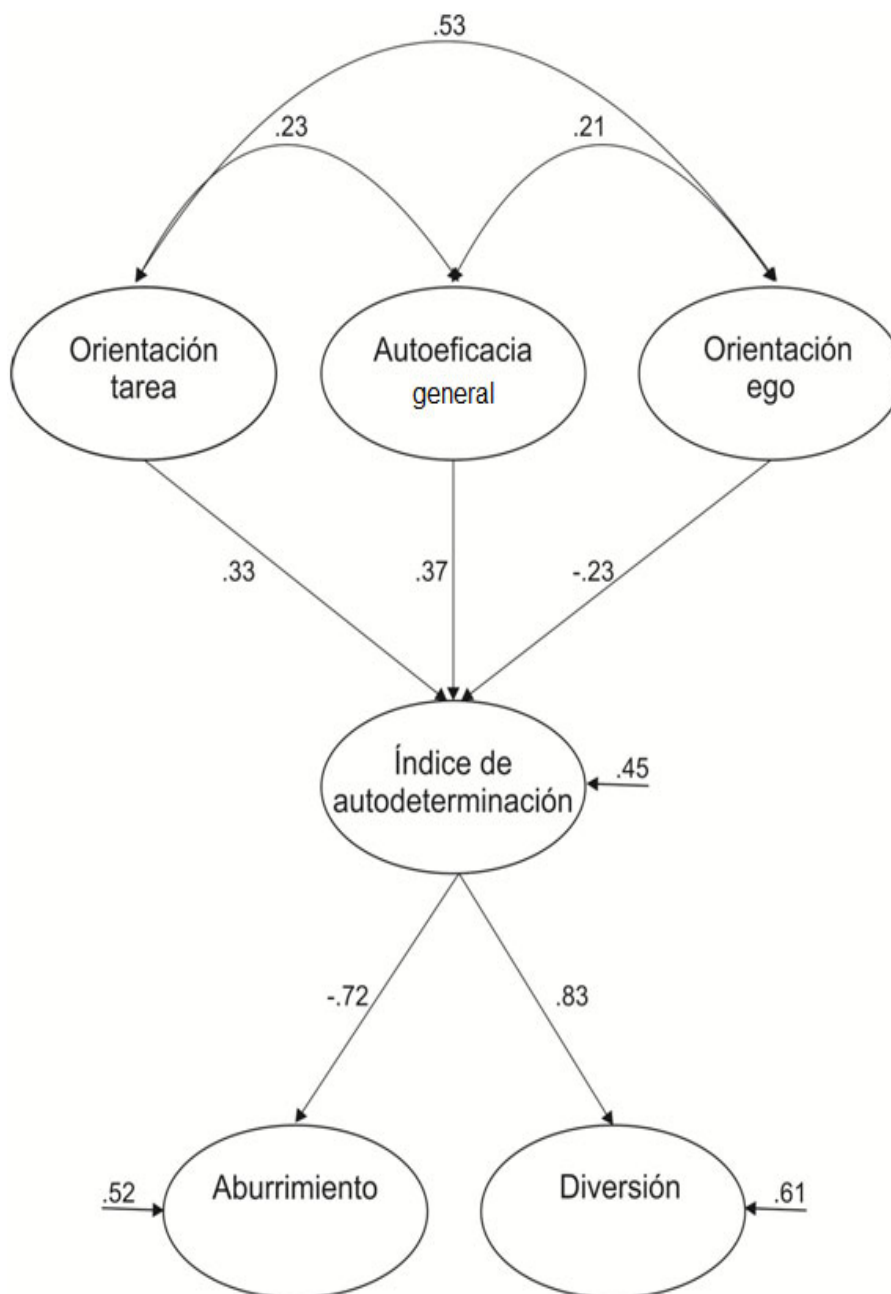 .53
.23
.21
Orientación
tarea
Autoeficacia
general
Orientación
ego
.33
.37
-.23
Índice de
autodeterminación
.45
-.72
.83
.52
Aburrimiento
Diversión
.61